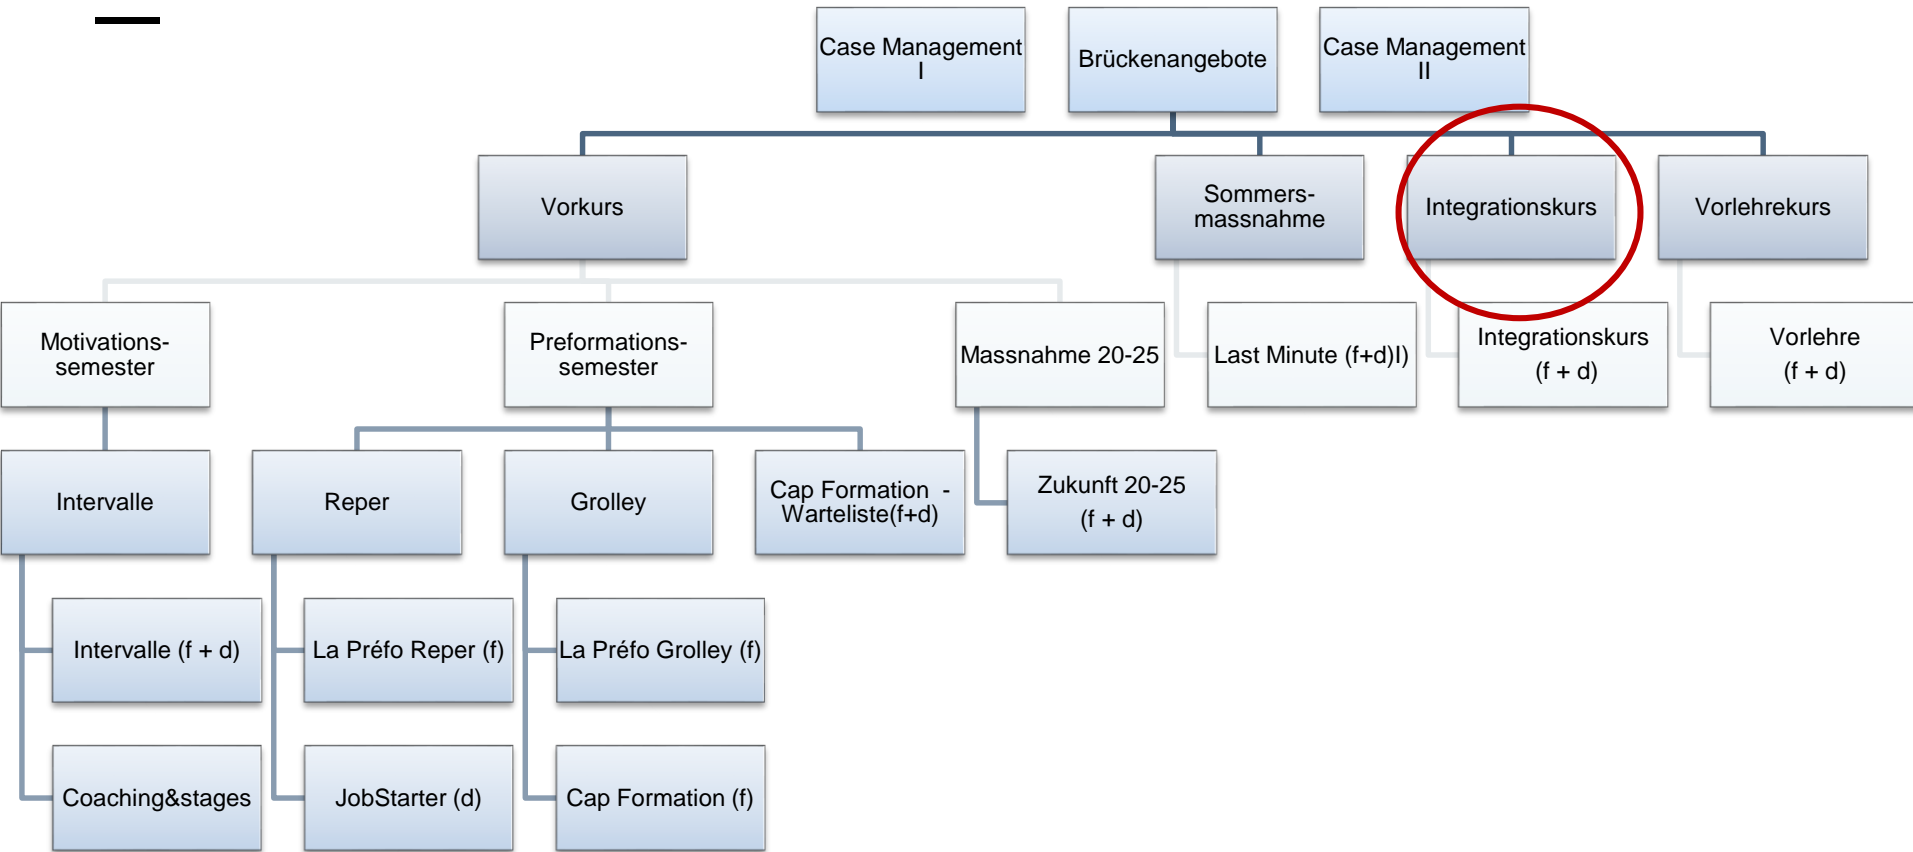 Case Management
I
Brückenangebote
Case Management
II
Vorkurs
Sommers-
massnahme
Integrationskurs
Vorlehrekurs
Motivations-
semester
Preformations-
semester
Massnahme 20-25
Last Minute (f+d)l)
Integrationskurs
(f + d)
Vorlehre
(f + d)
Intervalle
Reper
Grolley
Cap Formation  -
Warteliste(f+d)
Zukunft 20-25
(f + d)
Intervalle (f + d)
La Préfo Reper (f)
La Préfo Grolley (f)
Coaching&stages
JobStarter (d)
Cap Formation (f)